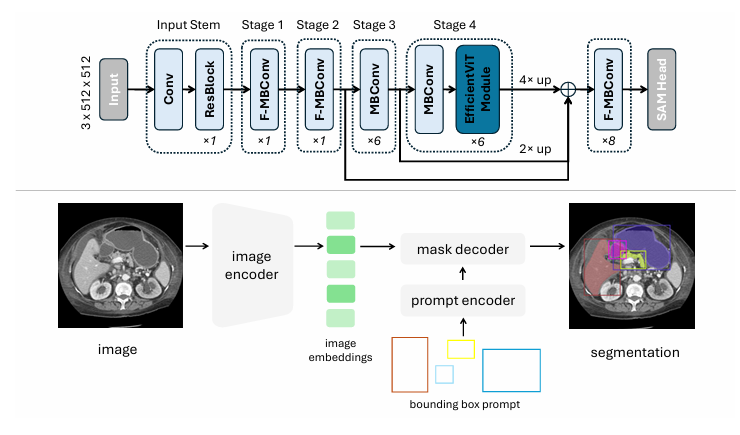 Input Stem
Stage 1
Stage 2
Stage 3
Stage 4
3 x 512 x 512
Input
Conv
ResBlock
×1
F-MBConv
×1
F-MBConv
×1
MBConv
×6
MBConv
EfficientViT
Module
×6
4× up
2× up
F-MBConv
×8
SAM Head
image
image
encoder
image
embeddings
mask decoder
prompt encoder
bounding box prompt
segmentation